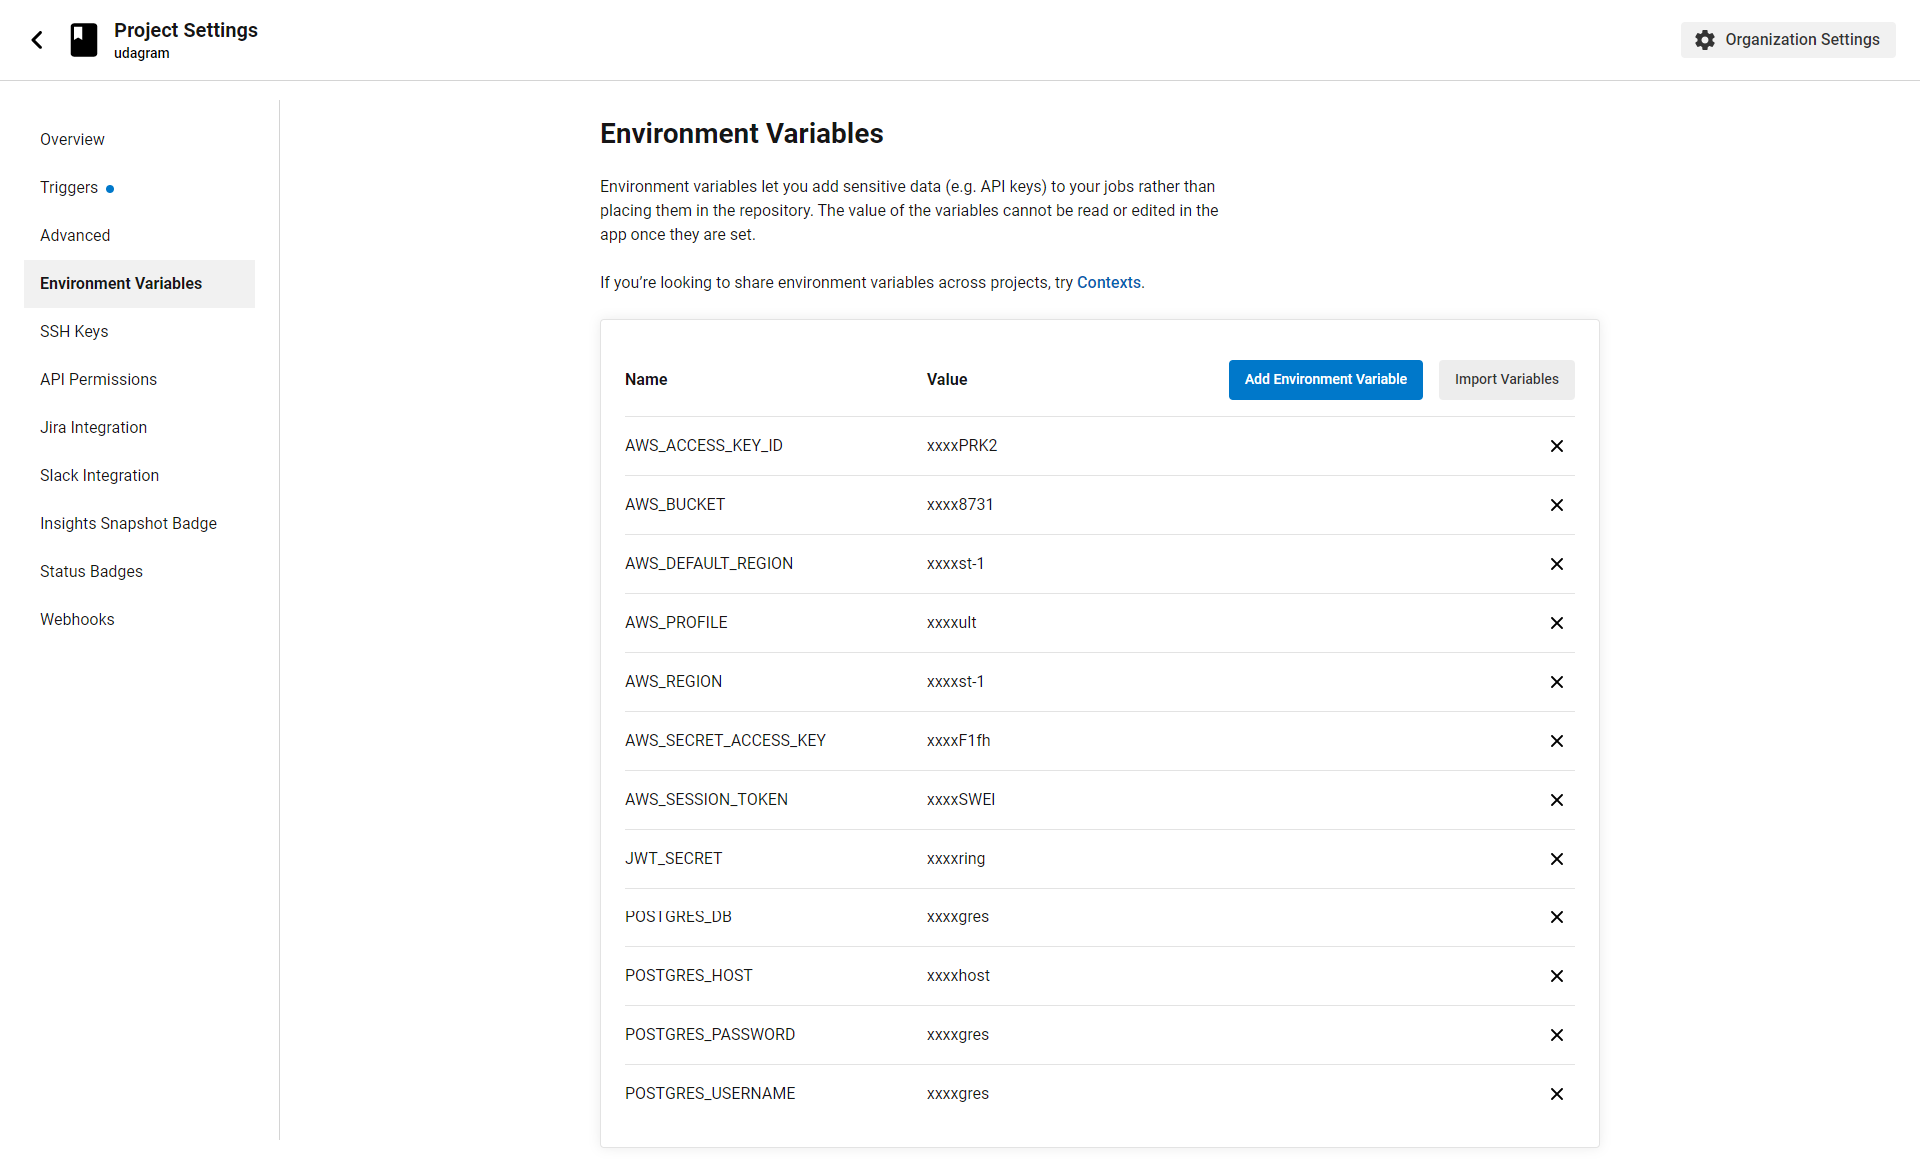 Project Settings
udagram
Organization Settings
Overview
Triggers
Advanced
Environment Variables
SSH Keys
API Permissions
Jira Integration
Slack Integration
Insights Snapshot Badge
Status Badges
Webhooks
Environment Variables
Environment variables let you add sensitive data (e.g. API keys) to your jobs rather than
placing them in the repository. The value of the variables cannot be read or edited in the
app once they are set.
If you’re looking to share environment variables across projects, try Contexts.
Name Value Add Environment Variable Import Variables
AWS_ACCESS_KEY_ID xxxxPRK2
AWS_BUCKET xxxx8731
AWS_DEFAULT_REGION xxxxst-1
AWS_PROFILE xxxxult
AWS_REGION xxxxst-1
AWS_SECRET_ACCESS_KEY xxxxF1fh
AWS_SESSION_TOKEN xxxxSWEI
JWT_SECRET xxxxring
POSTGRES_DB xxxxgres
POSTGRES_HOST xxxxhost
POSTGRES_PASSWORD xxxxgres
POSTGRES_USERNAME xxxxgres